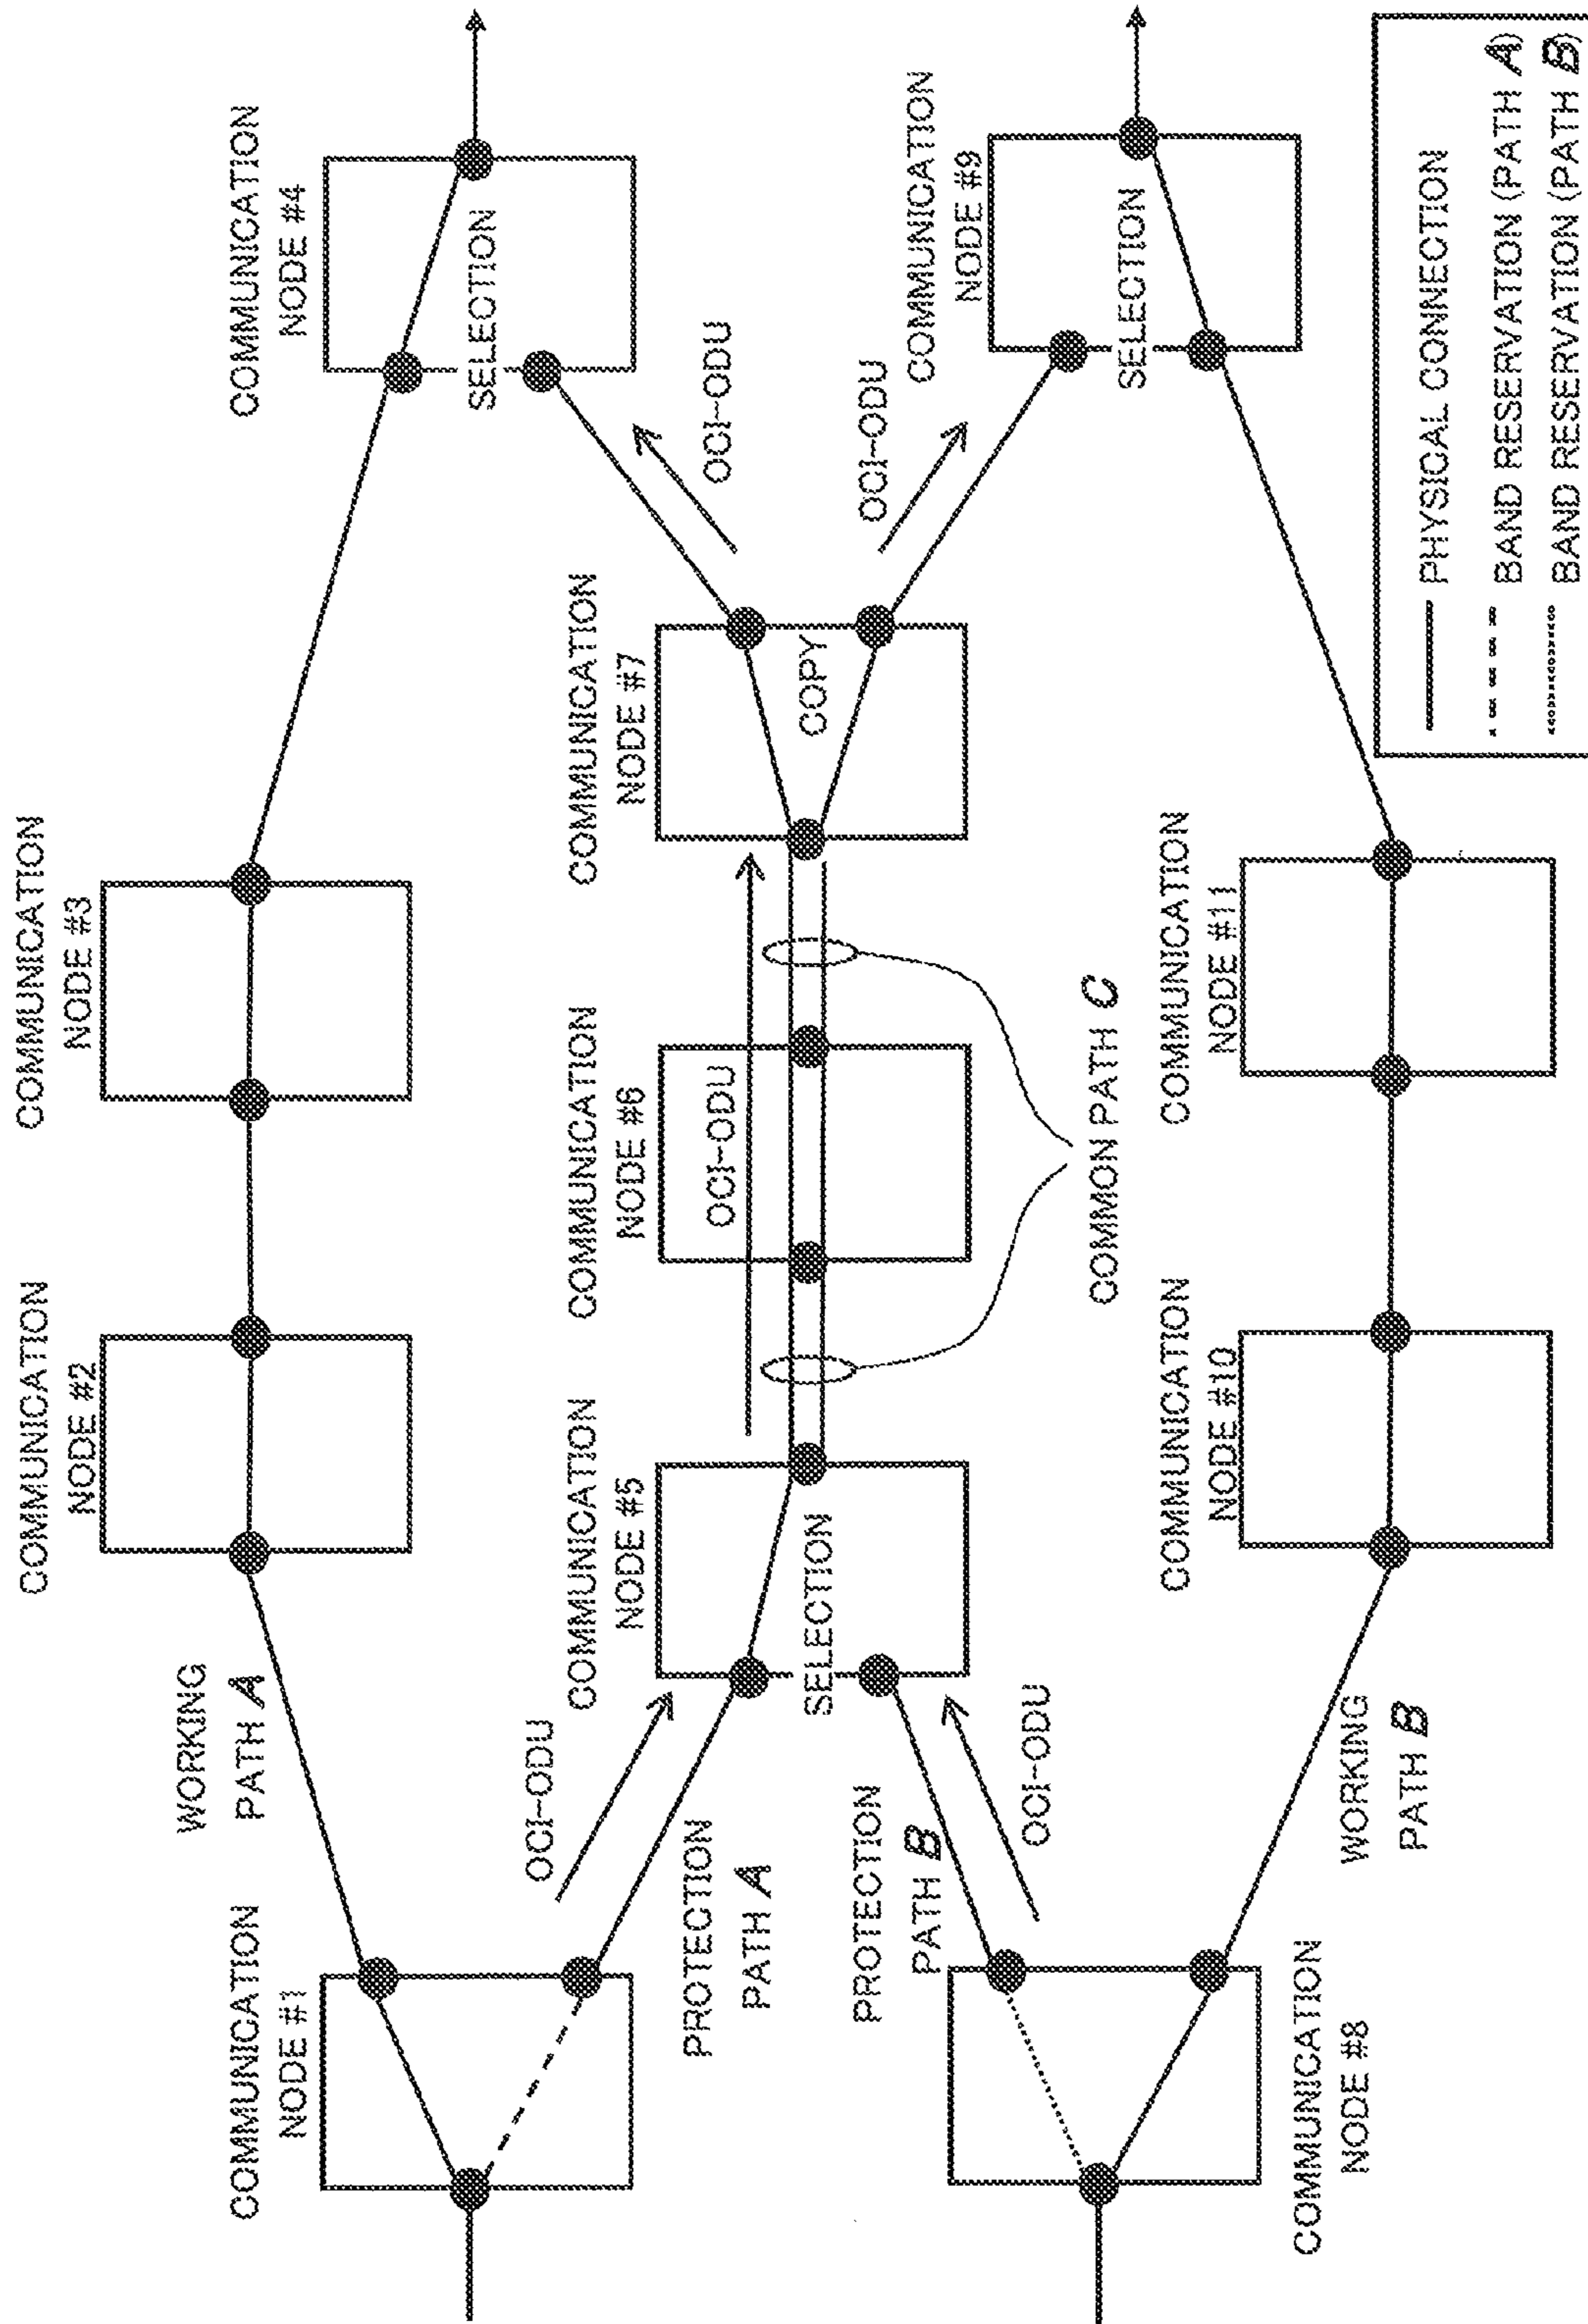 COMMUNICATION
NODE #2
COMMUNICATION
NODE #3
WORKING
PATH A
COMMUNICATION
NODE #1
COMMUNICATION
NODE #4
SELECTION
OCI-ODU
PROTECTION
PATH A
COMMUNICATION
NODE #5
SELECTION
COMMUNICATION
NODE #6
OCI-ODU
COMMUNICATION
NODE #7
COPY
OCI-ODU
OCI-ODU
PROTECTION
PATH B
OCI-ODU
COMMON PATH C
COMMUNICATION
NODE #9
SELECTION
COMMUNICATION
NODE #8
WORKING
PATH B
COMMUNICATION
NODE #10
COMMUNICATION
NODE #11
PHYSICAL CONNECTION
BAND RESERVATION (PATH A)
BAND RESERVATION (PATH B)